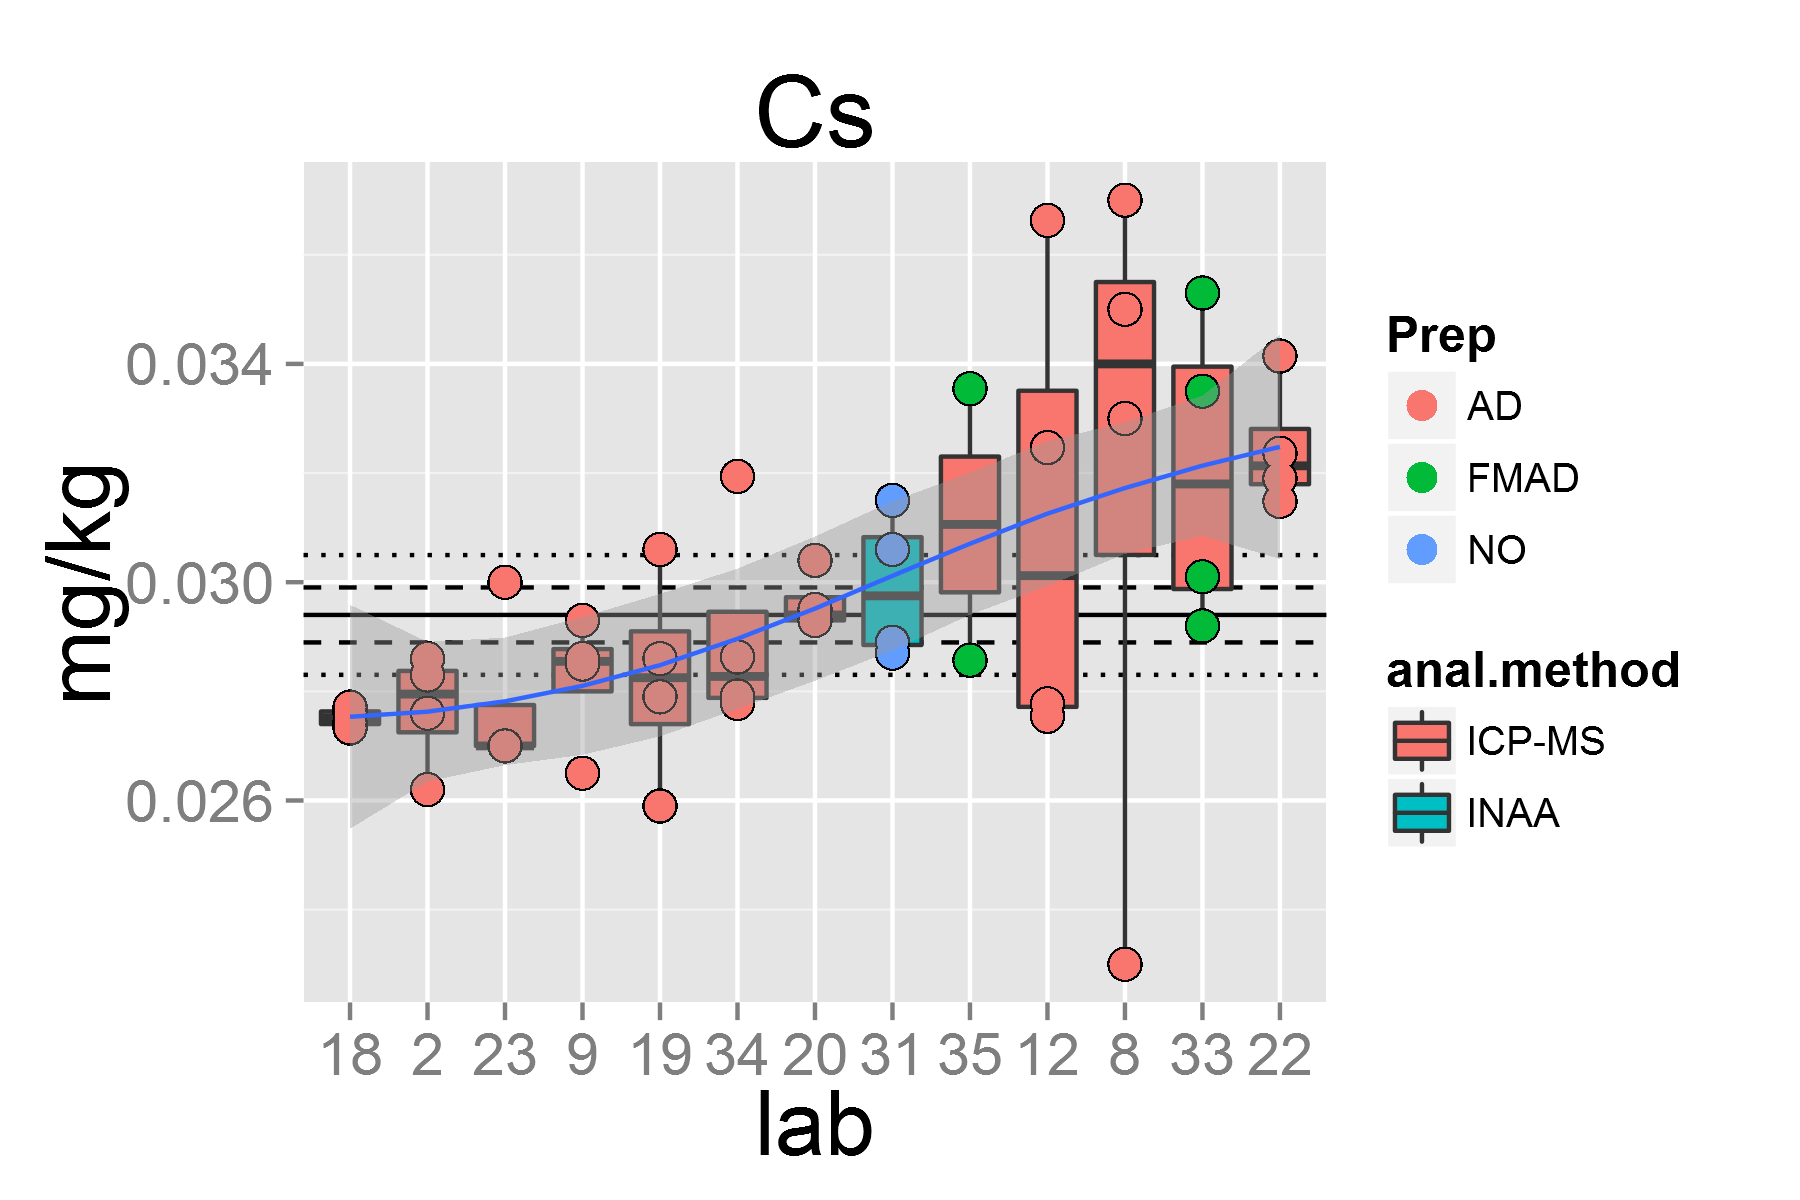 Cs
mg/kg
0.034
0.030
0.026
18 2 23 9 19 34 20 31 35 12 8 33 22
lab
Prep
AD
FMAD
NO
anal.method
ICP-MS
INAA